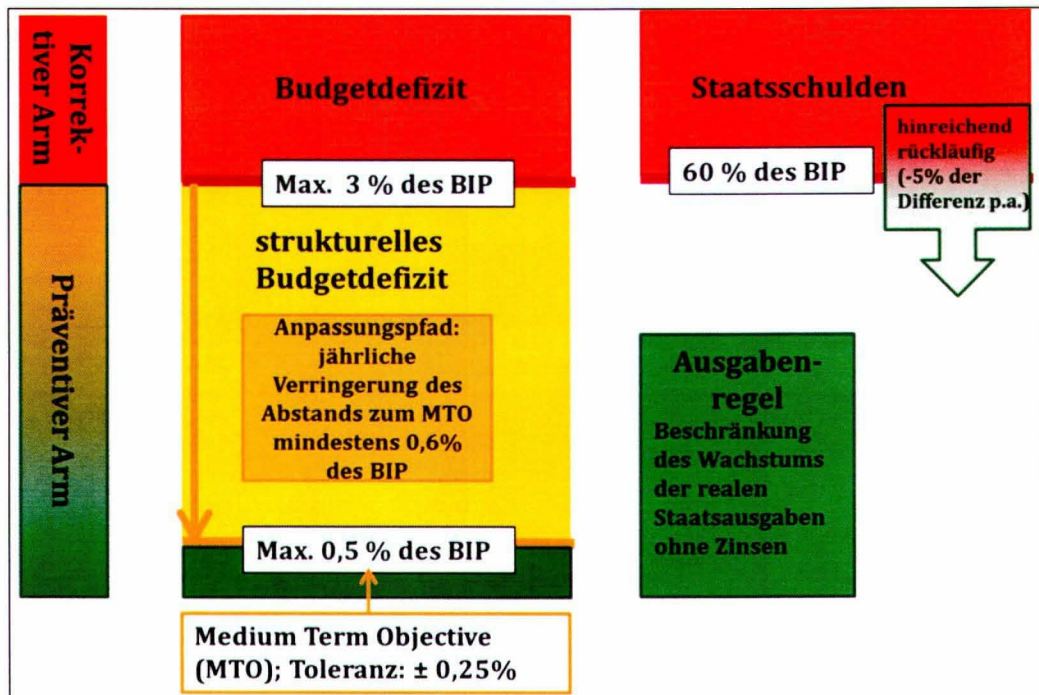 Korrek-
tiver Arm
Präventiver Arm
Budgetdefizit
Max. 3 % des BIP
strukturelles
Budgetdefizit
Anpassungspfad:
jährliche
Verringerung des
Abstands zum MTO
mindestens 0,6%
des BIP
Max. 0,5 % des BIP
Medium Term Objective
(MTO); Toleranz: ± 0,25%
Staatsschulden
60 % des BIP
hinreichend
rückläufig
(-5% der
Differenz p.a.)
Ausgaben-
regel
Beschränkung
des Wachstums
der realen
Staatsausgaben
ohne Zinsen